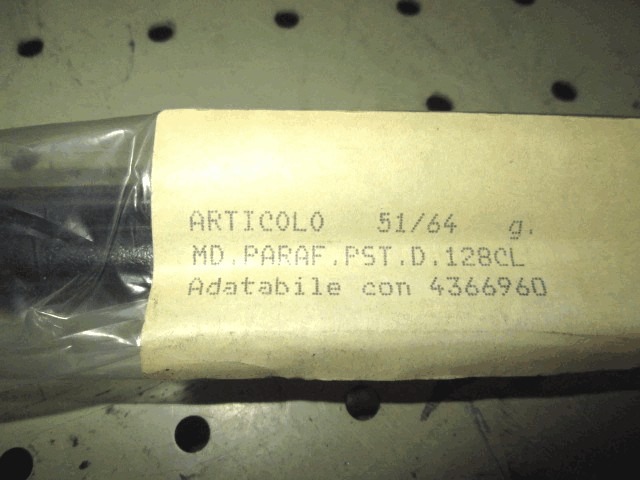 ARTICOLO 51/64 g.
MD.PARAF.PST.D.128CL
Adatabile con 4366960